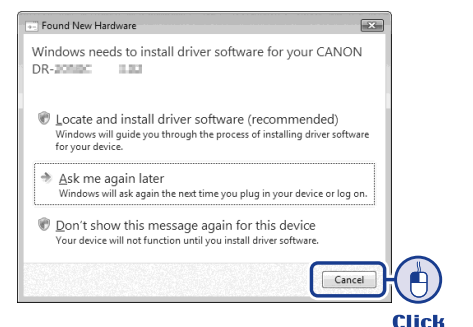 Found New Hardware
Windows needs to install driver software for your CANON
DR-
Locate and install driver software (recommended)
Windows will guide you through the process of installing driver software
for your device.
Ask me again later
Windows will ask again the next time you plug in your device or log on.
Don't show this message again for this device
Your device will not function until you install driver software.
Cancel
Click